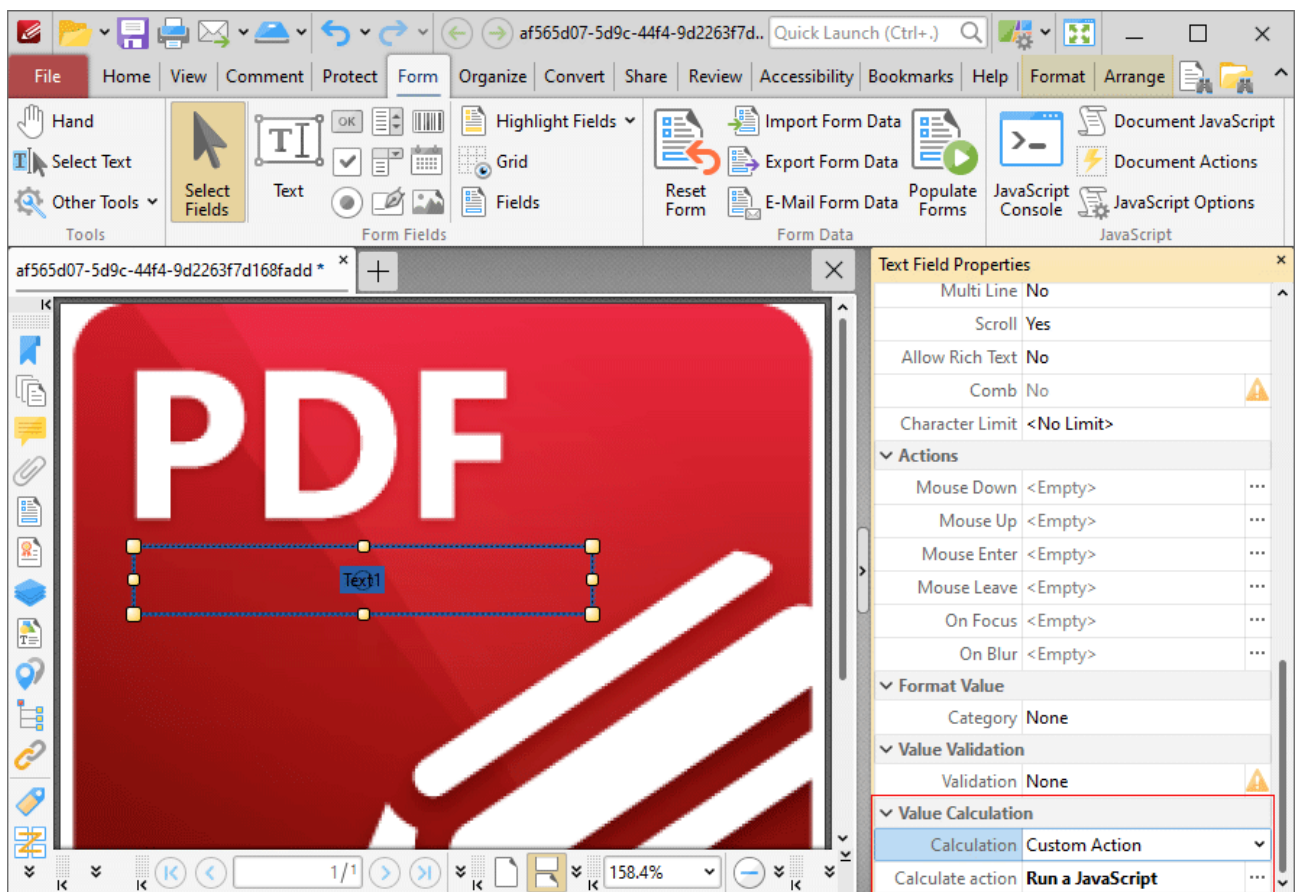 af565d07-5d9c-44f4-9d2263f7d.. Quick Launch (Ctrl+.)
File Home View Comment Protect Form Organize Convert Share Review Accessibility Bookmarks Help Format Arrange
Hand
Select Text
Other Tools
Tools
Select Fields
Text
OK
Highlight Fields
Grid
Fields
Form Fields
Reset Form
Import Form Data
Export Form Data
E-Mail Form Data
Populate Forms
Form Data
JavaScript Console
Document JavaScript
Document Actions
JavaScript Options
JavaScript
af565d07-5d9c-44f4-9d2263f7d168fadd *
PDF
Text1
1/1
158.4%
Text Field Properties
Multi Line No
Scroll Yes
Allow Rich Text No
Comb No
Character Limit <No Limit>
Actions
Mouse Down <Empty>
Mouse Up <Empty>
Mouse Enter <Empty>
Mouse Leave <Empty>
On Focus <Empty>
On Blur <Empty>
Format Value
Category None
Value Validation
Validation None
Value Calculation
Calculation Custom Action
Calculate action Run a JavaScript